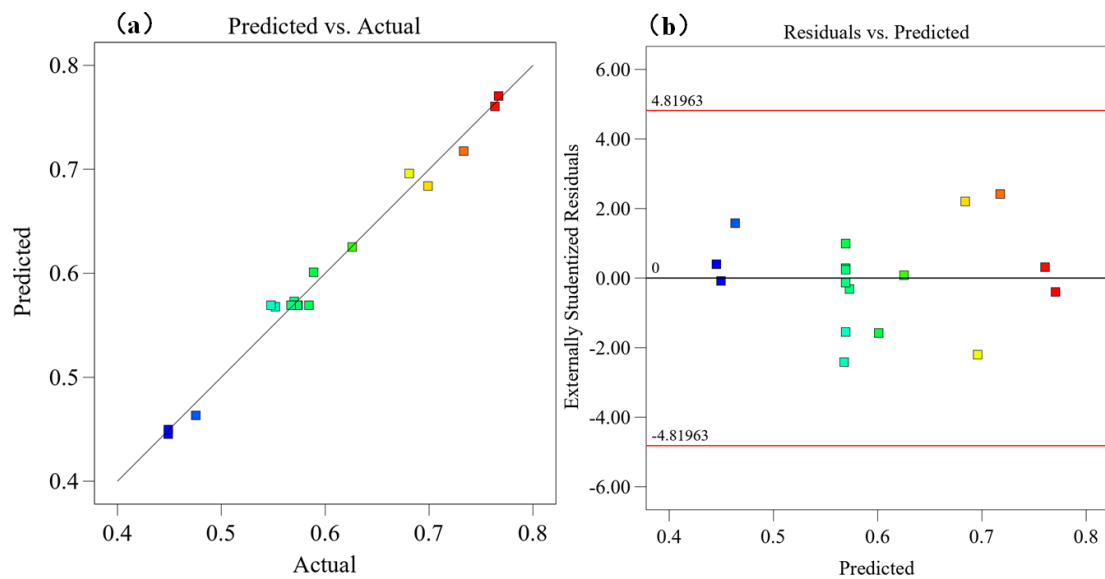 (a)
Predicted vs. Actual
0.8
0.7
0.6
0.5
0.4
Predicted
0.4 0.5 0.6 0.7 0.8
Actual
(b)
Residuals vs. Predicted
6.00
4.00
2.00
0.00
-2.00
-4.00
-6.00
Externally Studentized Residuals
4.81963
0
-4.81963
0.4 0.5 0.6 0.7 0.8
Predicted